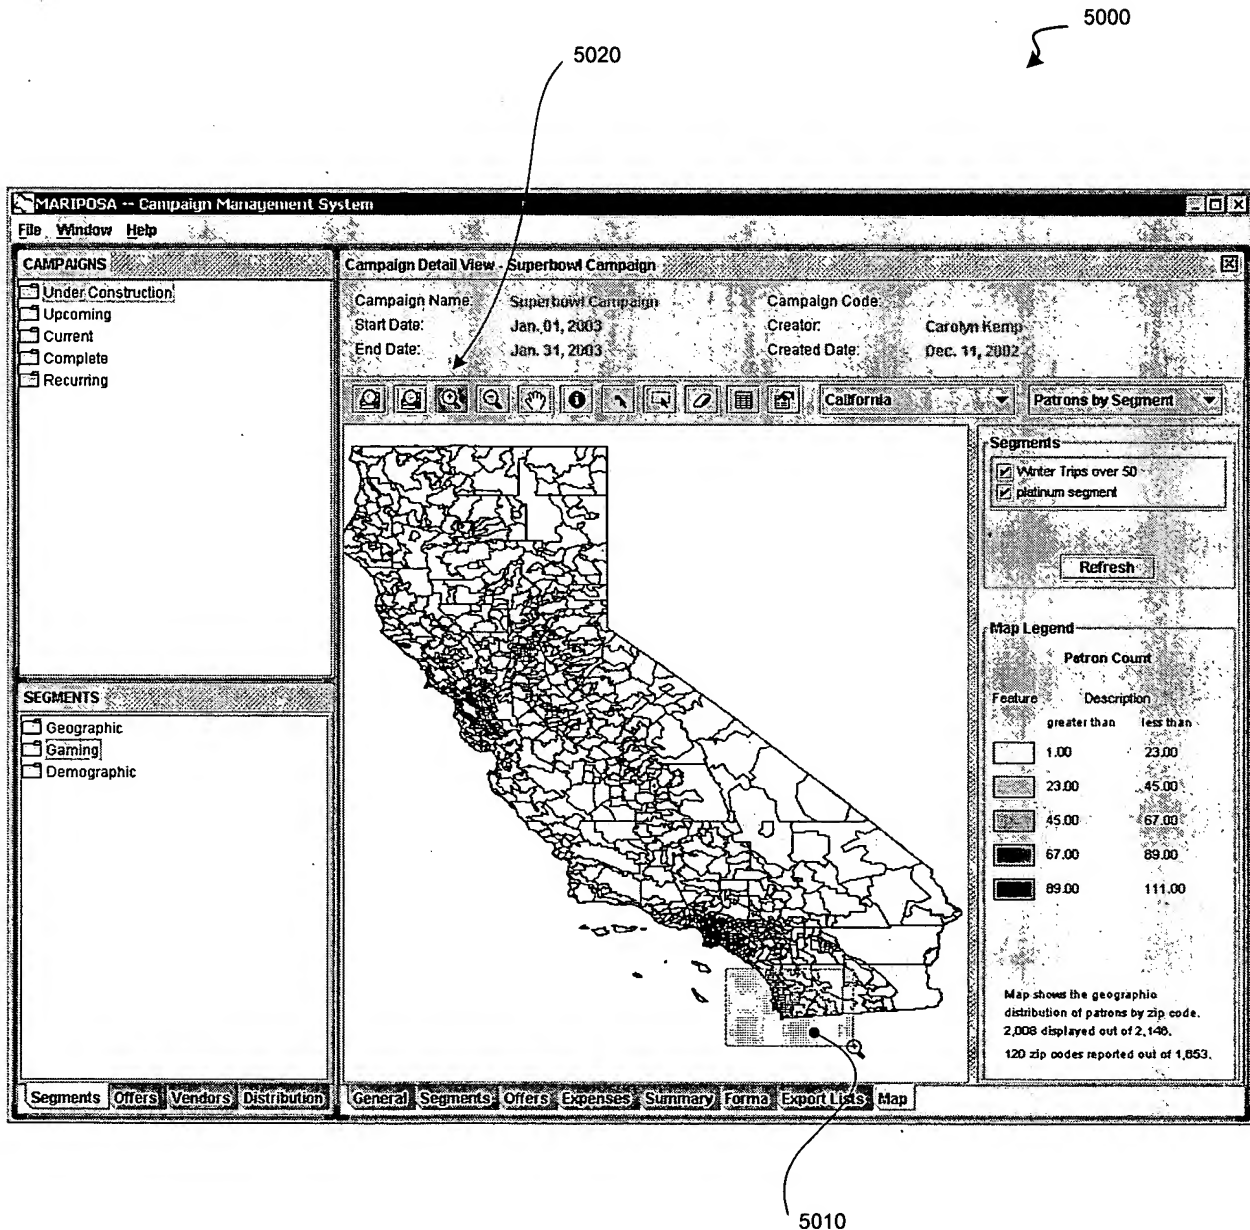 5000
5020
MARIPOSA -- Campaign Management System
File Window Help
CAMPAIGNS
Under Construction
Upcoming
Current
Complete
Recurring
Campaign Detail View - Superbowl Campaign
Campaign Name: Superbowl Campaign Campaign Code:
Start Date: Jan. 01, 2003 Creator: Carolyn Kemp
End Date: Jan. 31, 2003 Created Date: Dec. 11, 2002
California Patrons by Segment
Segments
Winter Trips over 50
platinum segment
Refresh
Map Legend
Patron Count
Feature Description
greater than less than
1.00 23.00
23.00 45.00
45.00 67.00
67.00 89.00
89.00 111.00
Map shows the geographic
distribution of patrons by zip code.
2,008 displayed out of 2,146.
120 zip codes reported out of 1,653.
SEGMENTS
Geographic
Gaming
Demographic
Segments Offers Vendors Distribution
General Segments Offers Expenses Summary Forma Export Lists Map
5010